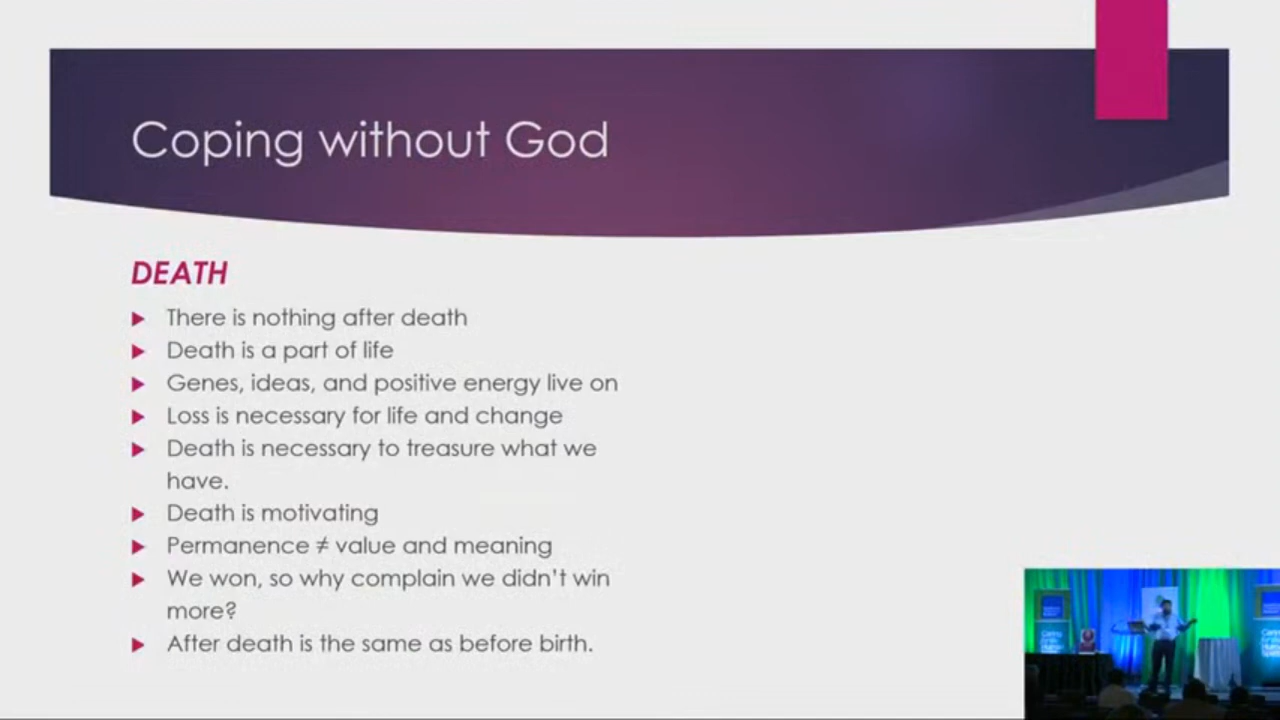 Coping without God
DEATH
There is nothing after death
Death is a part of life
Genes, ideas, and positive energy live on
Loss is necessary for life and change
Death is necessary to treasure what we
have.
Death is motivating
Permanence ≠ value and meaning
We won, so why complain we didn't win
more?
After death is the same as before birth.